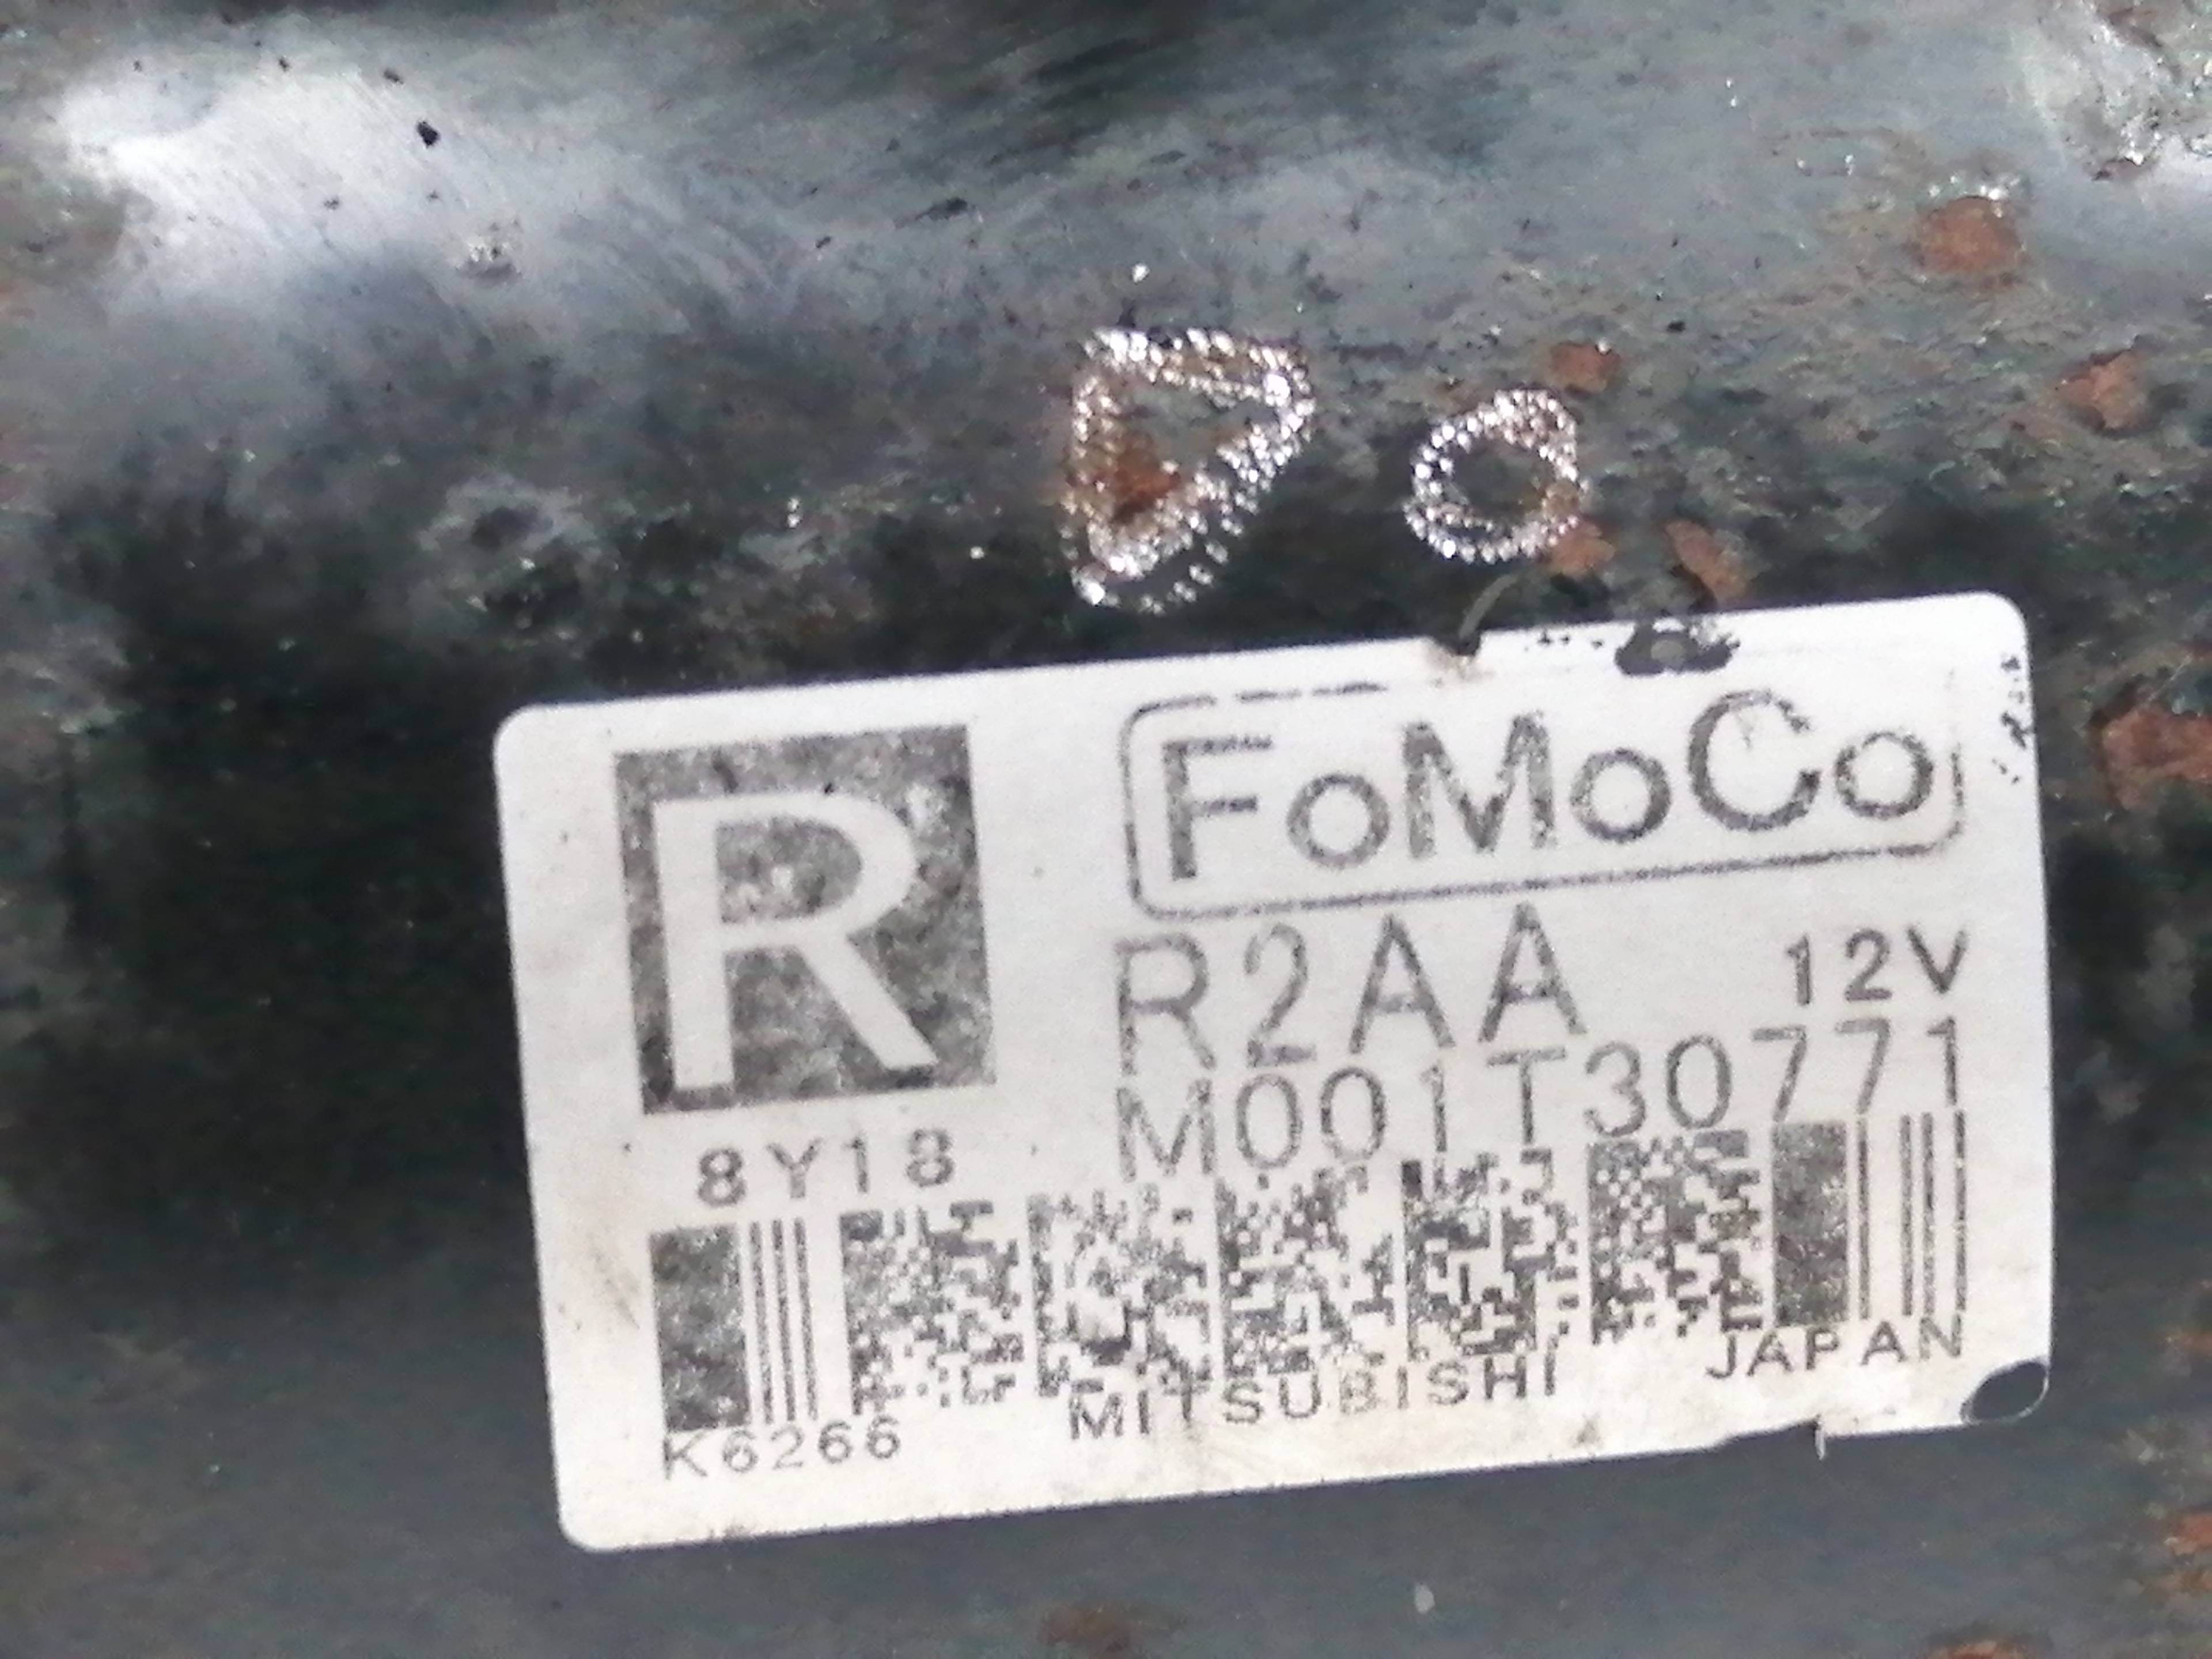 R
FoMoCo
R2AA 12V
M001T30771
8Y18
K6266 MITSUBISHI JAPAN